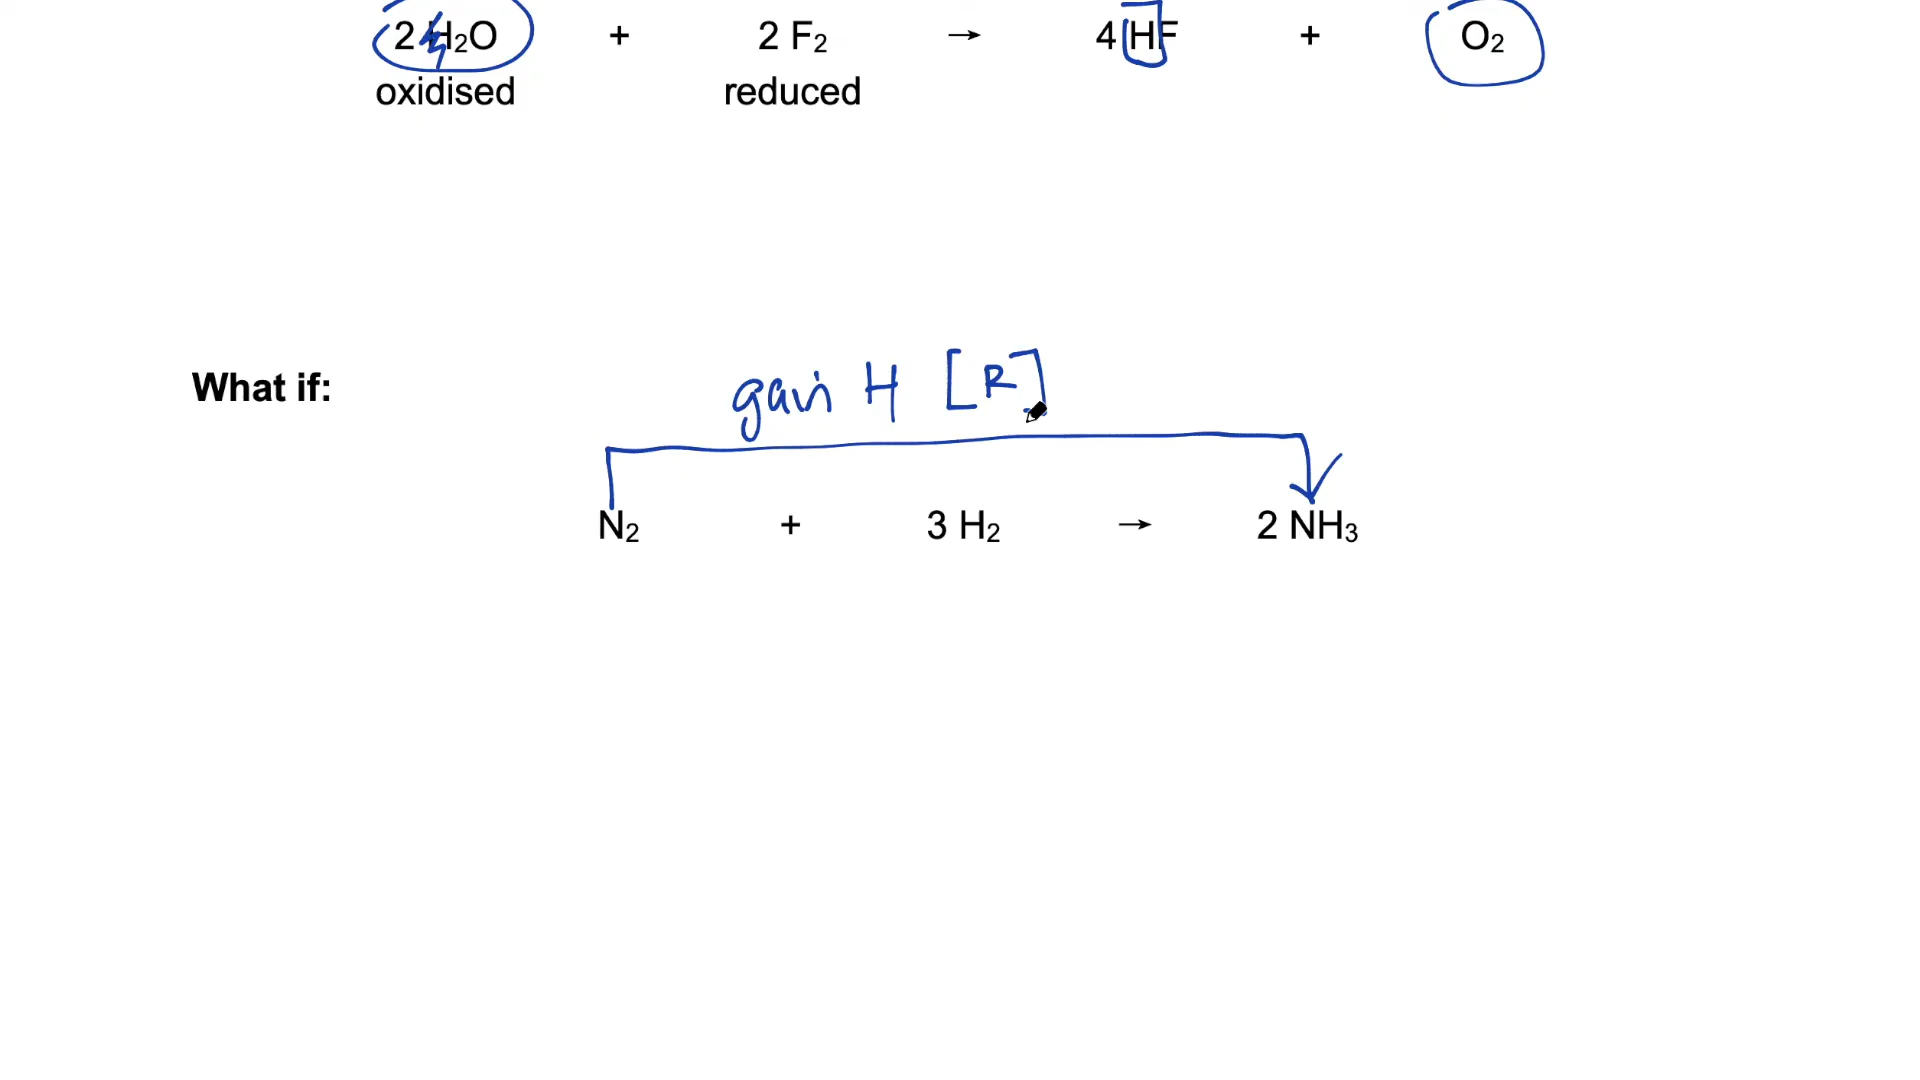 2 H₂O + 2 F₂ → 4 HF + O₂
oxidised reduced
What if: gain H [R]
N₂ + 3 H₂ → 2 NH₃